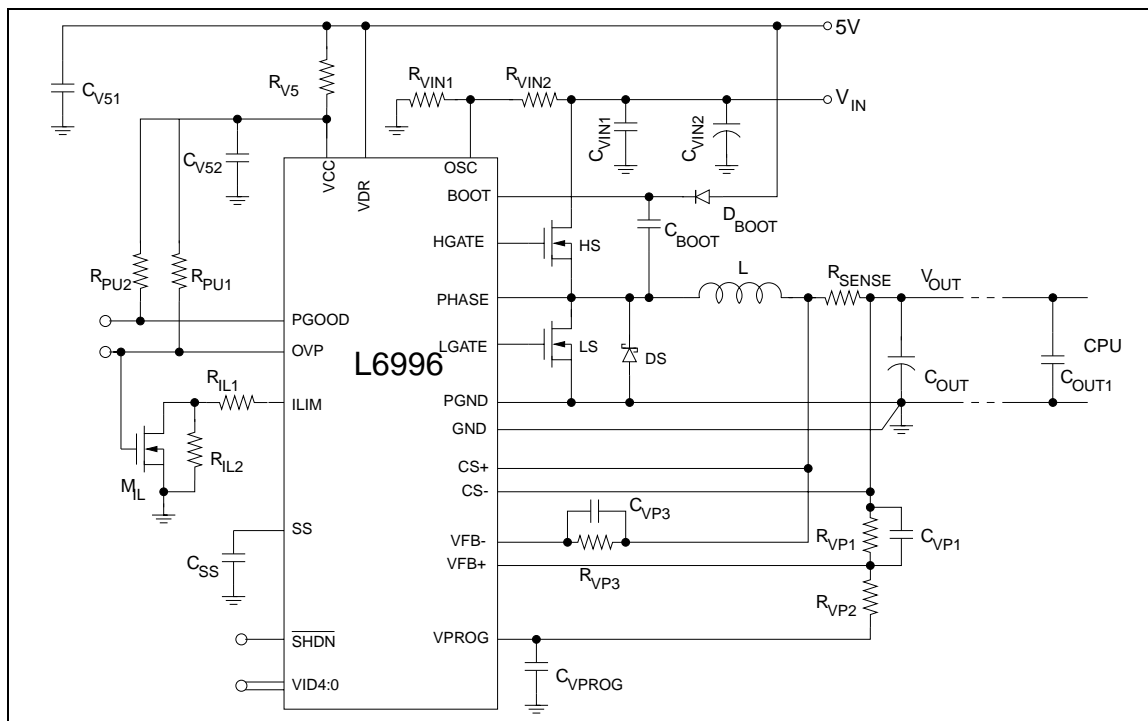 5V
R_VIN1
R_VIN2
R_V5
C_V51
V_IN
C_VIN1
C_VIN2
C_V52
VCC
VDR
OSC
BOOT
D_BOOT
C_BOOT
HGATE
HS
R_PU2
R_PU1
PHASE
L
R_SENSE
V_OUT
PGOOD
OVP
L6996
LGATE
LS
DS
CPU
C_OUT
C_OUT1
R_IL1
ILIM
PGND
GND
M_IL
R_IL2
CS+
CS-
C_VP3
SS
VFB-
R_VP1
C_VP1
C_SS
VFB+
R_VP3
R_VP2
SHDN
VPROG
VID4:0
C_VPROG